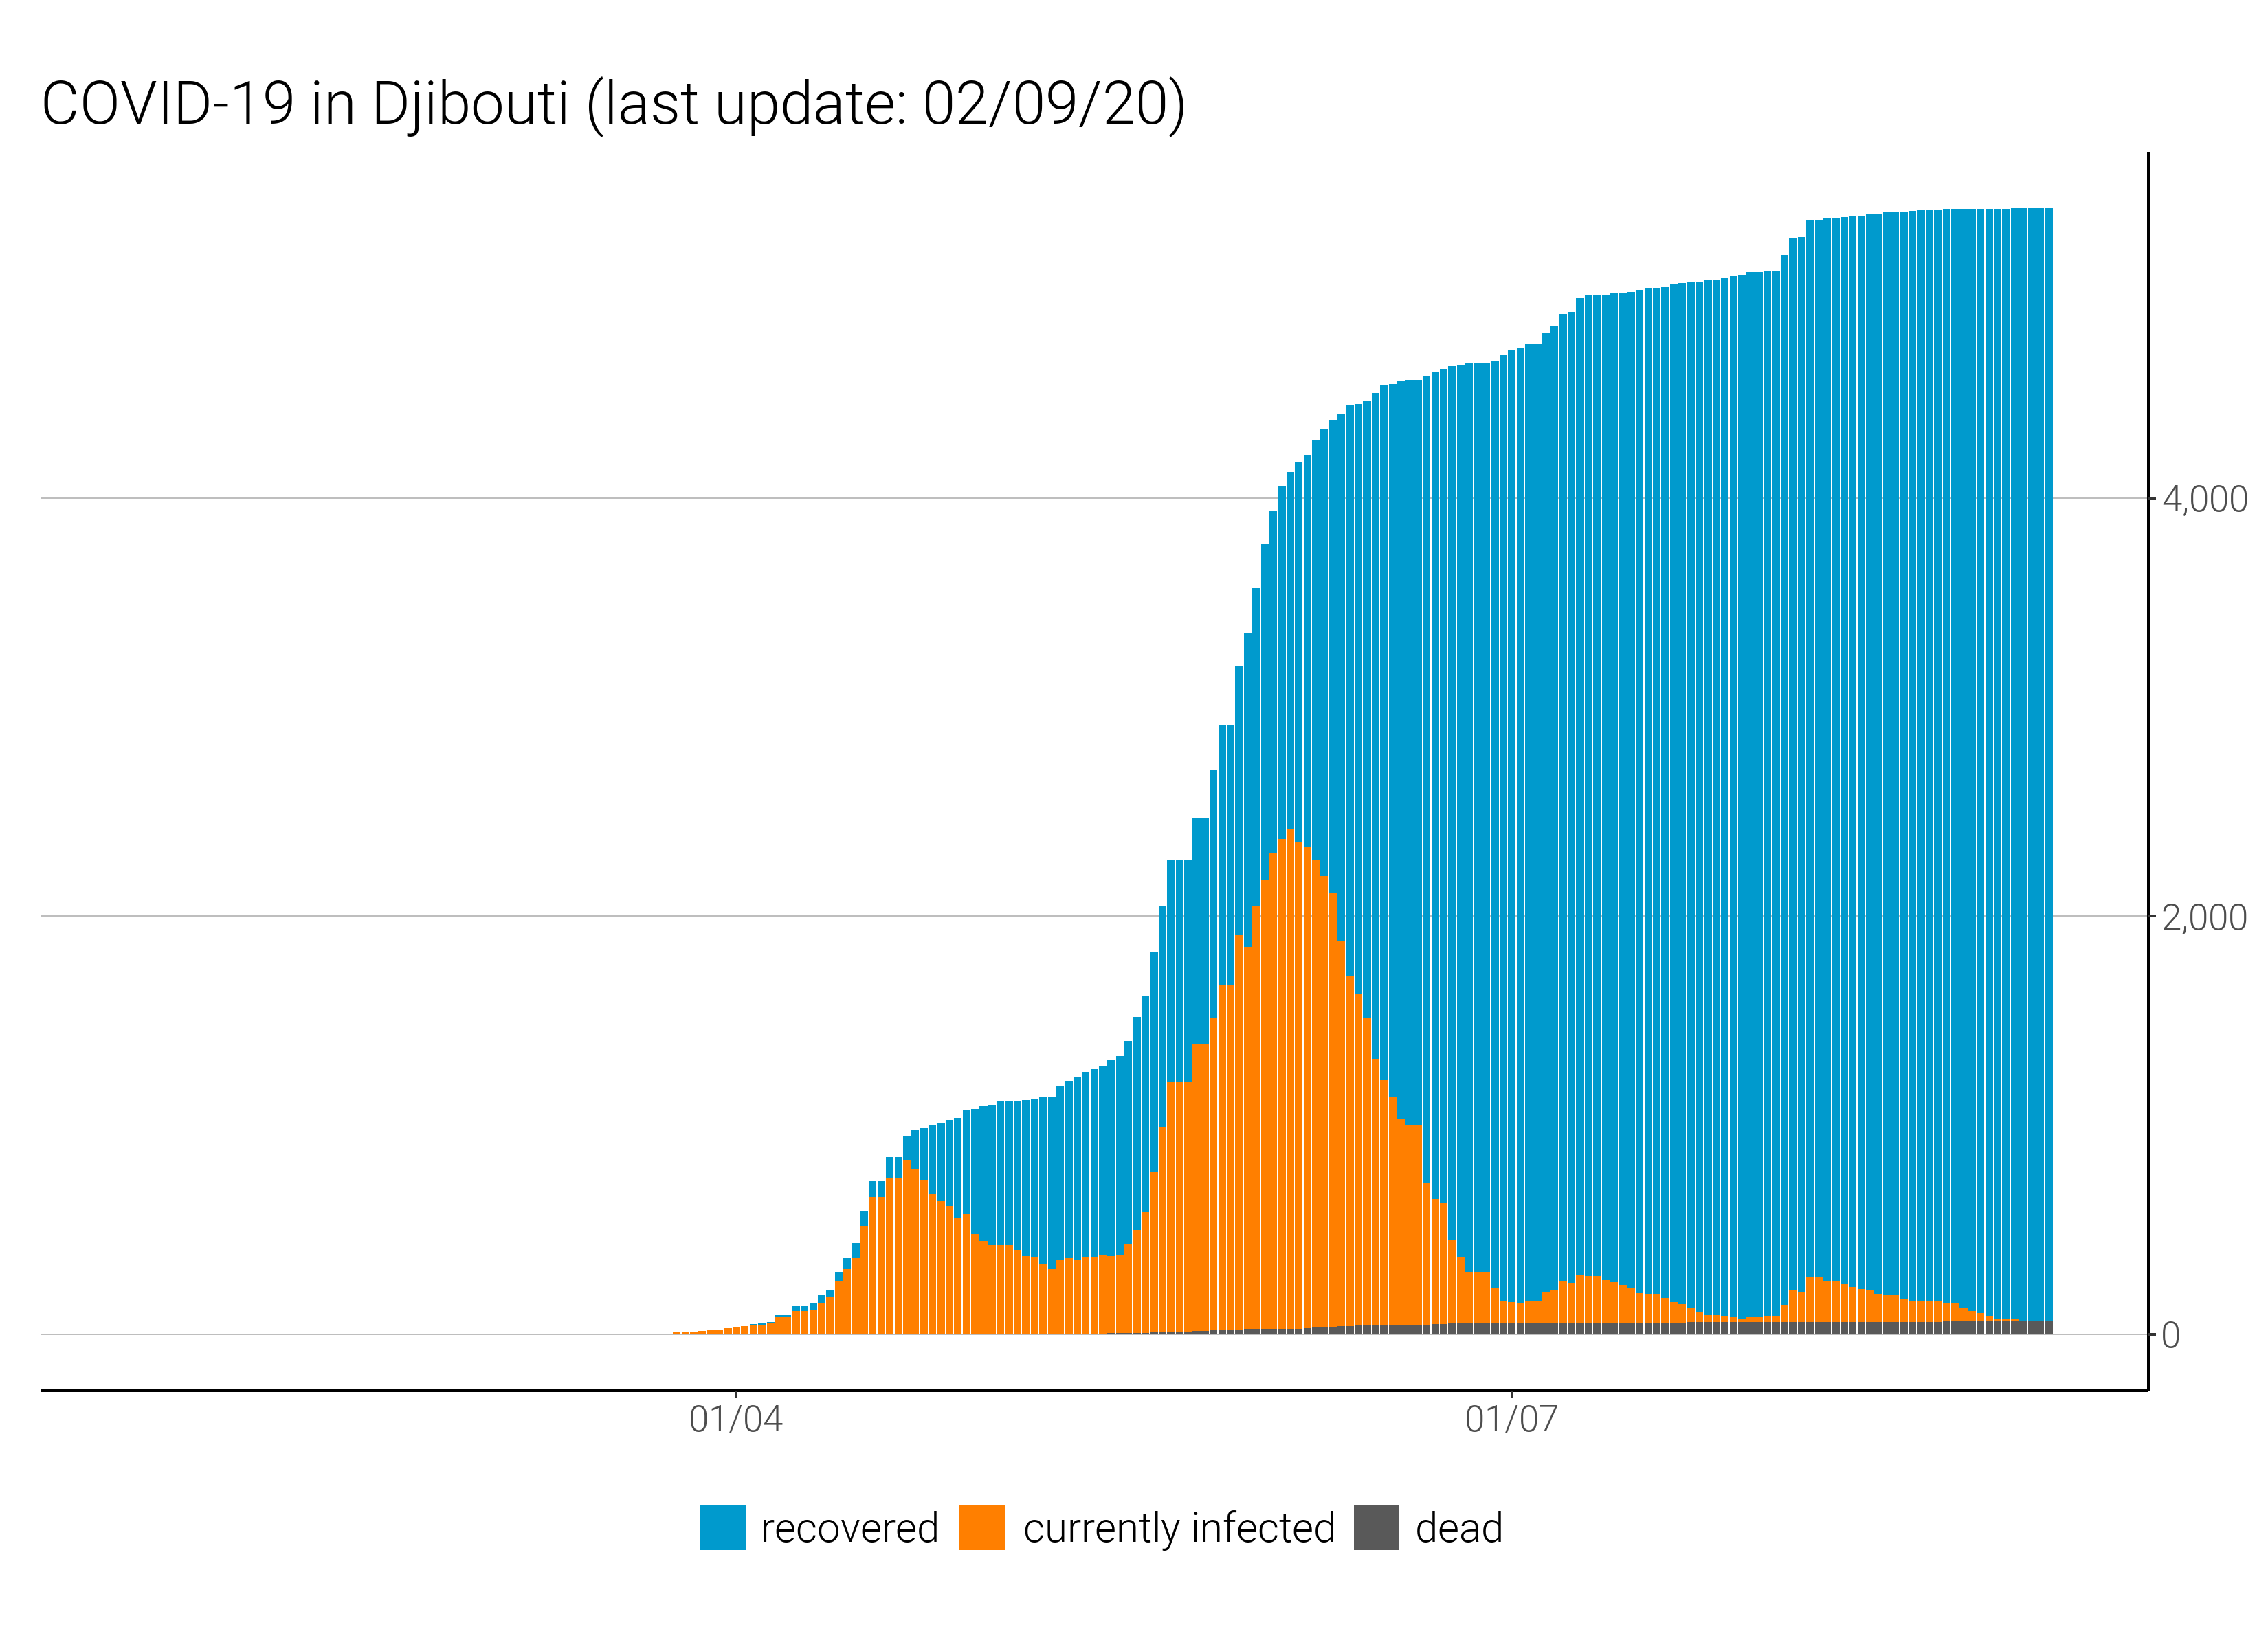 COVID-19 in Djibouti (last update: 02/09/20)
4,000
2,000
0
01/04 01/07
recovered currently infected dead